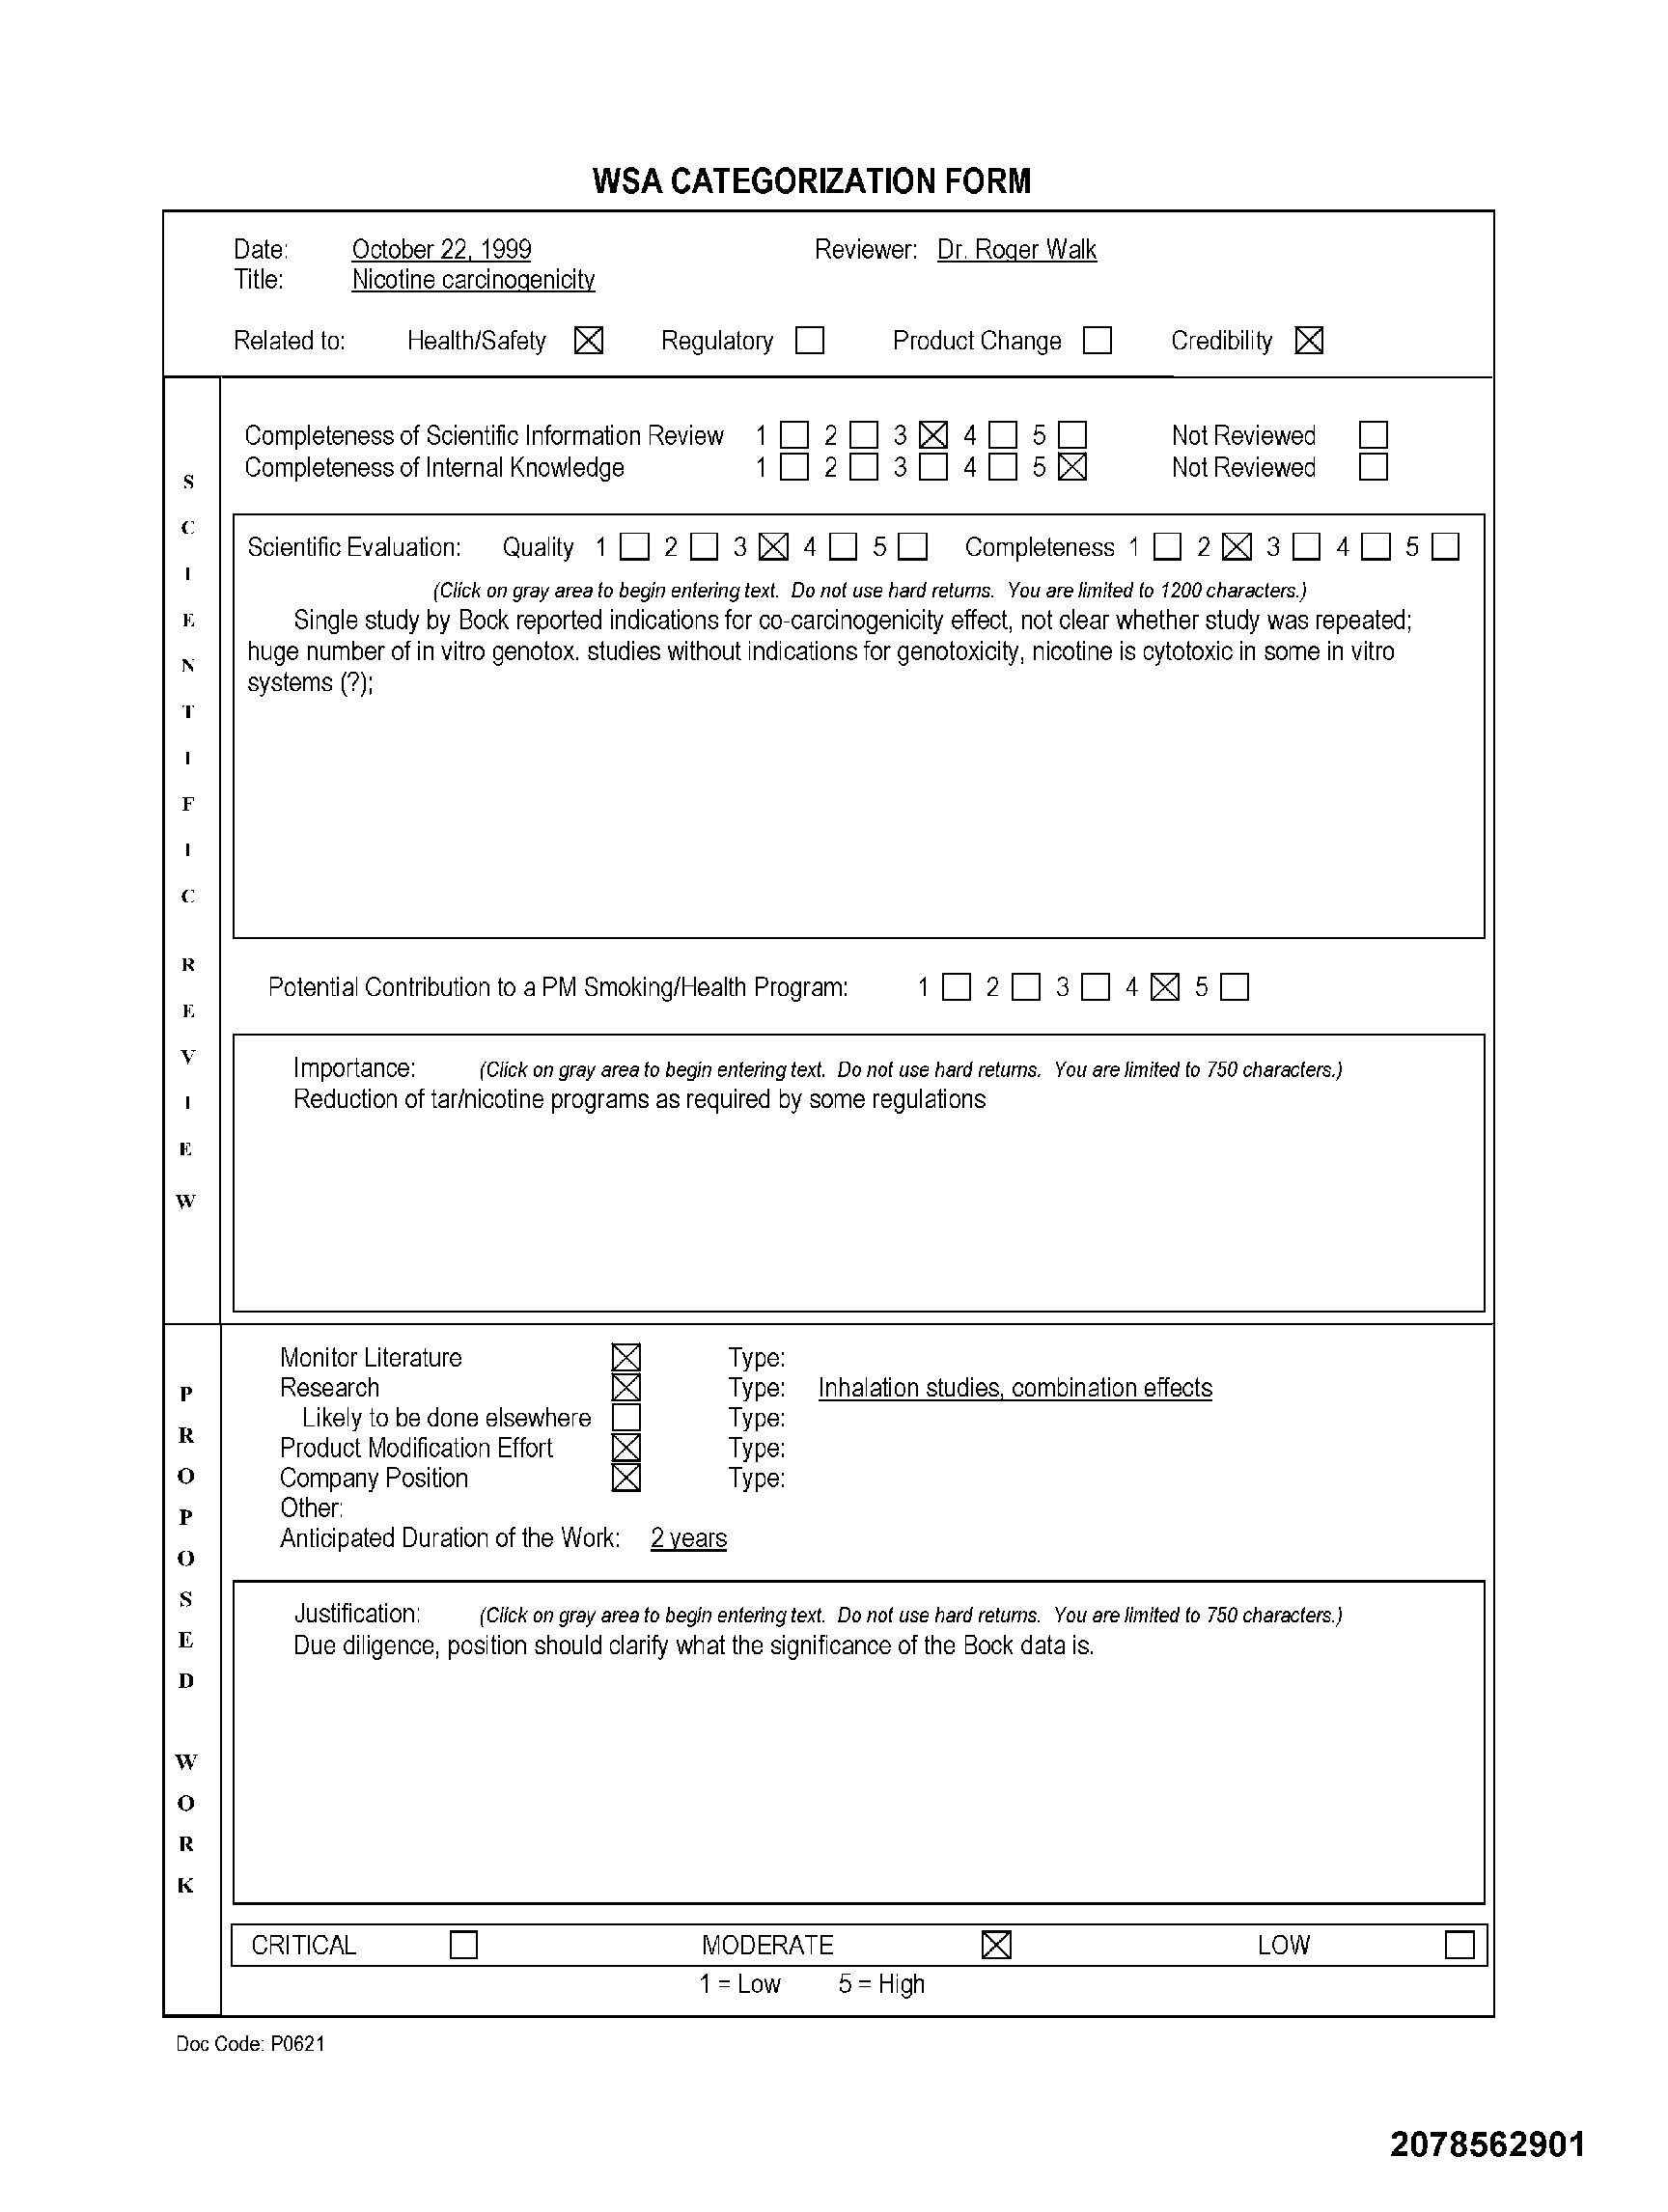 WSA CATEGORIZATION FORM
Date: October 22, 1999 Reviewer: Dr. Roger Walk
Title: Nicotine carcinogenicity
Related to: Health/Safety ☒ Regulatory ☐ Product Change ☐ Credibility ☒
SCIENTIFIC REVIEW
Completeness of Scientific Information Review 1 ☐ 2 ☐ 3 ☒ 4 ☐ 5 ☐ Not Reviewed ☐
Completeness of Internal Knowledge 1 ☐ 2 ☐ 3 ☐ 4 ☐ 5 ☒ Not Reviewed ☐
Scientific Evaluation: Quality 1 ☐ 2 ☐ 3 ☒ 4 ☐ 5 ☐ Completeness 1 ☐ 2 ☒ 3 ☐ 4 ☐ 5 ☐
(Click on gray area to begin entering text. Do not use hard returns. You are limited to 1200 characters.)
Single study by Bock reported indications for co-carcinogenicity effect, not clear whether study was repeated;
huge number of in vitro genotox. studies without indications for genotoxicity, nicotine is cytotoxic in some in vitro
systems (?);
Potential Contribution to a PM Smoking/Health Program: 1 ☐ 2 ☐ 3 ☐ 4 ☒ 5 ☐
Importance: (Click on gray area to begin entering text. Do not use hard returns. You are limited to 750 characters.)
Reduction of tar/nicotine programs as required by some regulations
PROPOSED WORK
Monitor Literature ☒ Type:
Research ☒ Type: Inhalation studies, combination effects
Likely to be done elsewhere ☐ Type:
Product Modification Effort ☒ Type:
Company Position ☒ Type:
Other:
Anticipated Duration of the Work: 2 years
Justification: (Click on gray area to begin entering text. Do not use hard returns. You are limited to 750 characters.)
Due diligence, position should clarify what the significance of the Bock data is.
CRITICAL ☐ MODERATE ☒ LOW ☐
1 = Low 5 = High
Doc Code: P0621
2078562901